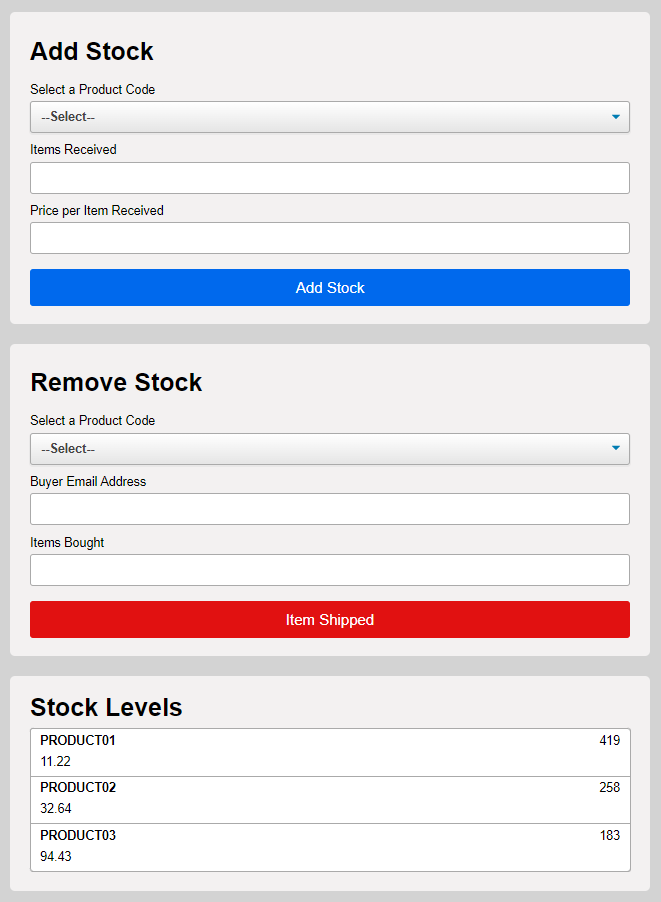 Add Stock
Select a Product Code
--Select--
Items Received
Price per Item Received
Add Stock
Remove Stock
Select a Product Code
--Select--
Buyer Email Address
Items Bought
Item Shipped
Stock Levels
PRODUCT01 419
11.22
PRODUCT02 258
32.64
PRODUCT03 183
94.43